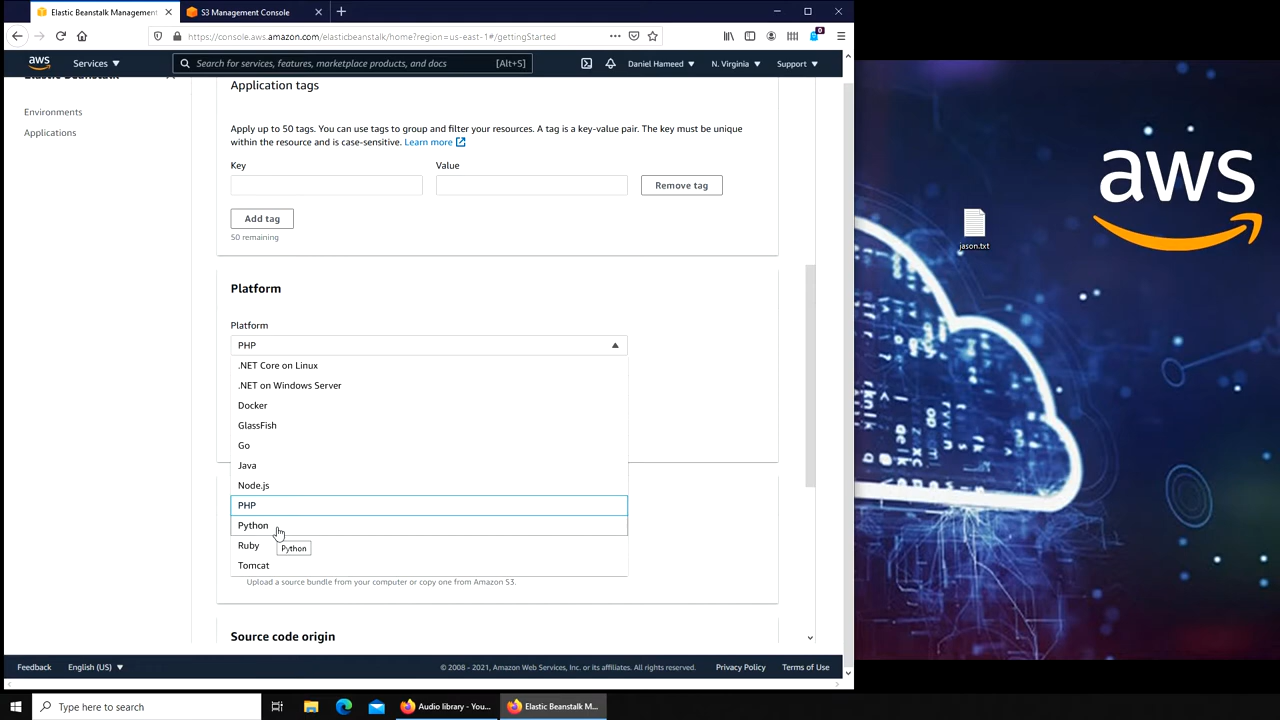 Elastic Beanstalk Management
S3 Management Console
https://console.aws.amazon.com/elasticbeanstalk/home?region=us-east-1#/gettingStarted
0
aws
Services
Search for services, features, marketplace products, and docs
[Alt+S]
Daniel Hameed
N. Virginia
Support
Elastic Beanstalk
Environments
Applications
Application tags
Apply up to 50 tags. You can use tags to group and filter your resources. A tag is a key-value pair. The key must be unique
within the resource and is case-sensitive. Learn more
Key
Value
Remove tag
Add tag
50 remaining
Platform
Platform
PHP
.NET Core on Linux
.NET on Windows Server
Docker
GlassFish
Go
Java
Node.js
PHP
Python
Ruby
Python
Tomcat
Upload a source bundle from your computer or copy one from Amazon S3.
Source code origin
Feedback
English (US)
© 2008 - 2021, Amazon Web Services, Inc. or its affiliates. All rights reserved.
Privacy Policy
Terms of Use
aws
jason.txt
Type here to search
Audio library - You...
Elastic Beanstalk M...